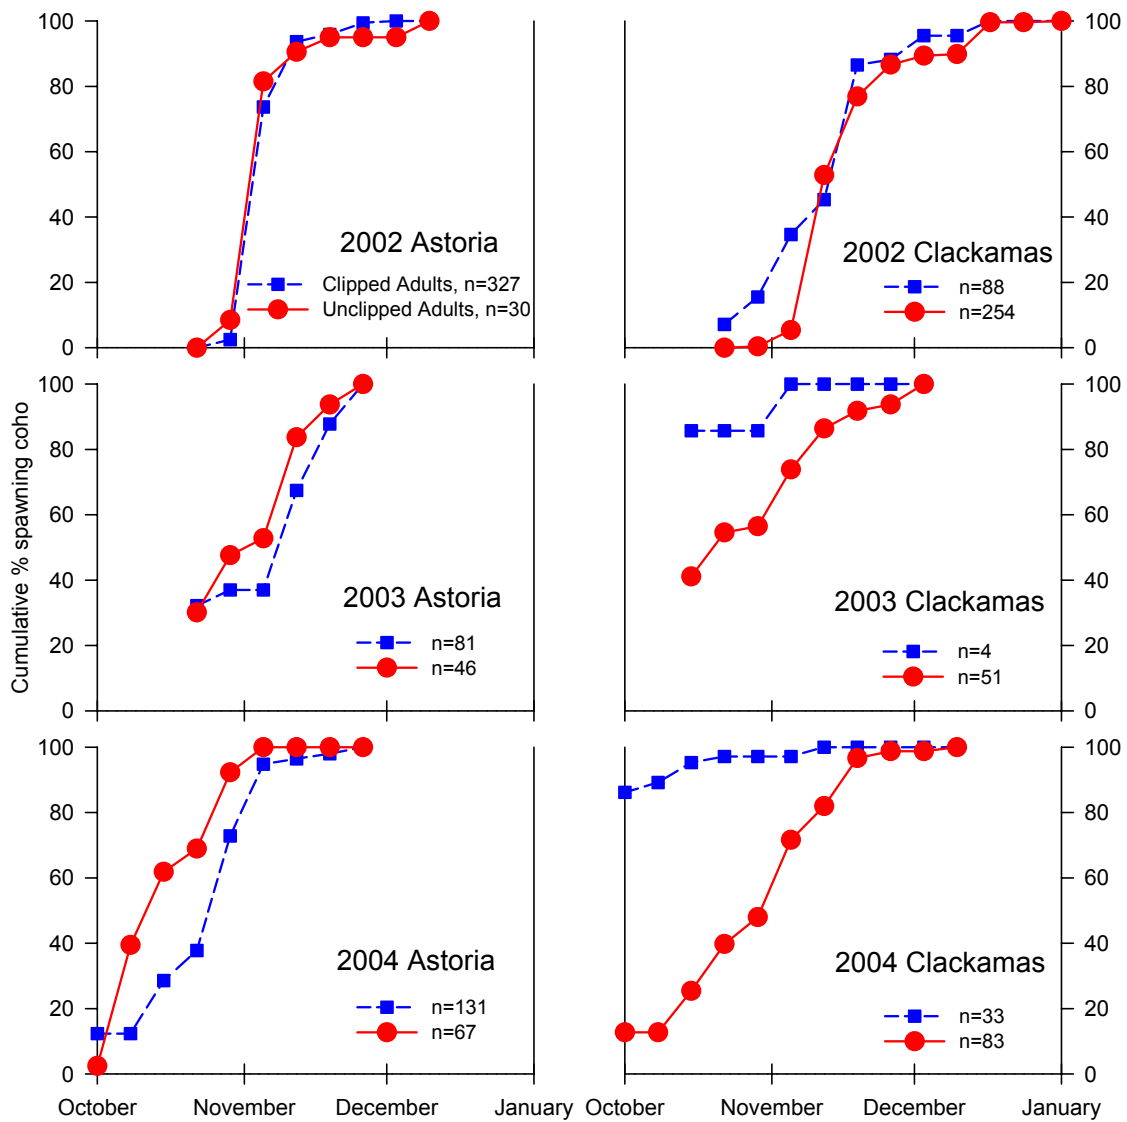 100
80
60
40
20
0
2002 Astoria
Clipped Adults, n=327
Unclipped Adults, n=30
100
80
60
40
20
0
2002 Clackamas
n=88
n=254
Cumulative % spawning coho
100
80
60
40
20
0
2003 Astoria
n=81
n=46
100
80
60
40
20
0
2003 Clackamas
n=4
n=51
100
80
60
40
20
0
2004 Astoria
n=131
n=67
100
80
60
40
20
0
2004 Clackamas
n=33
n=83
October November December January
October November December January